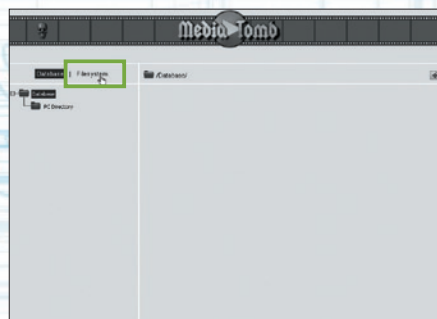 MediaTomb
Database | Filesystem
/Database/
Database
PC Directory